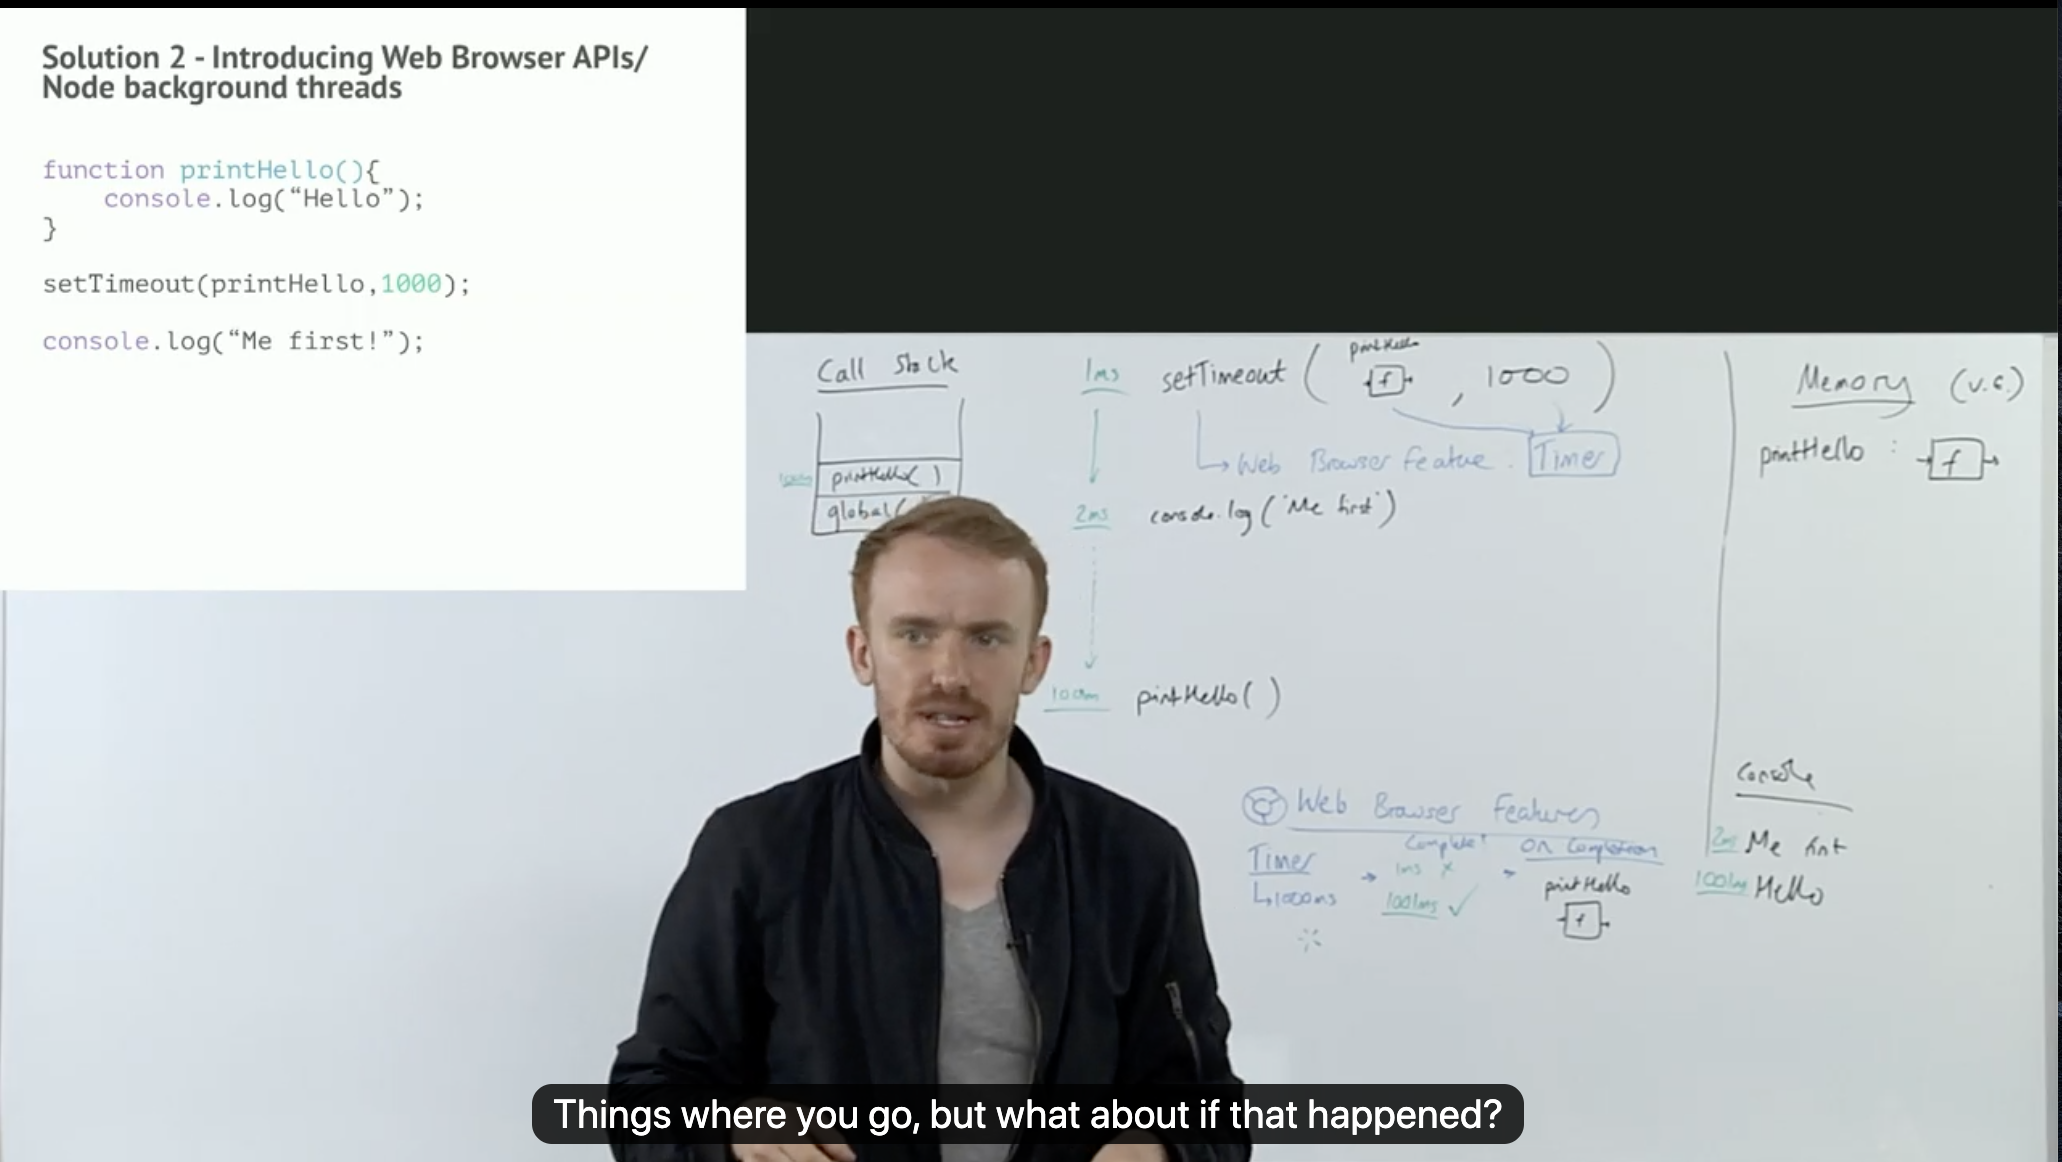 Solution 2 - Introducing Web Browser APIs/
Node background threads
function printHello(){
console.log(“Hello”);
}
setTimeout(printHello,1000);
console.log(“Me first!”);
Call Stack
printHello( )
global(
1ms
setTimeout ( printHello f , 1000 )
Web Browser feature : Timer
2ms
console.log('Me first')
printHello( )
Memory (v.e.)
printHello : f
Web Browser Features
Timer
1000ms
Complete?
1ms x
1001ms ✓
On Completion
printHello
f
Console
2ms Me first
1001ms Hello
Things where you go, but what about if that happened?